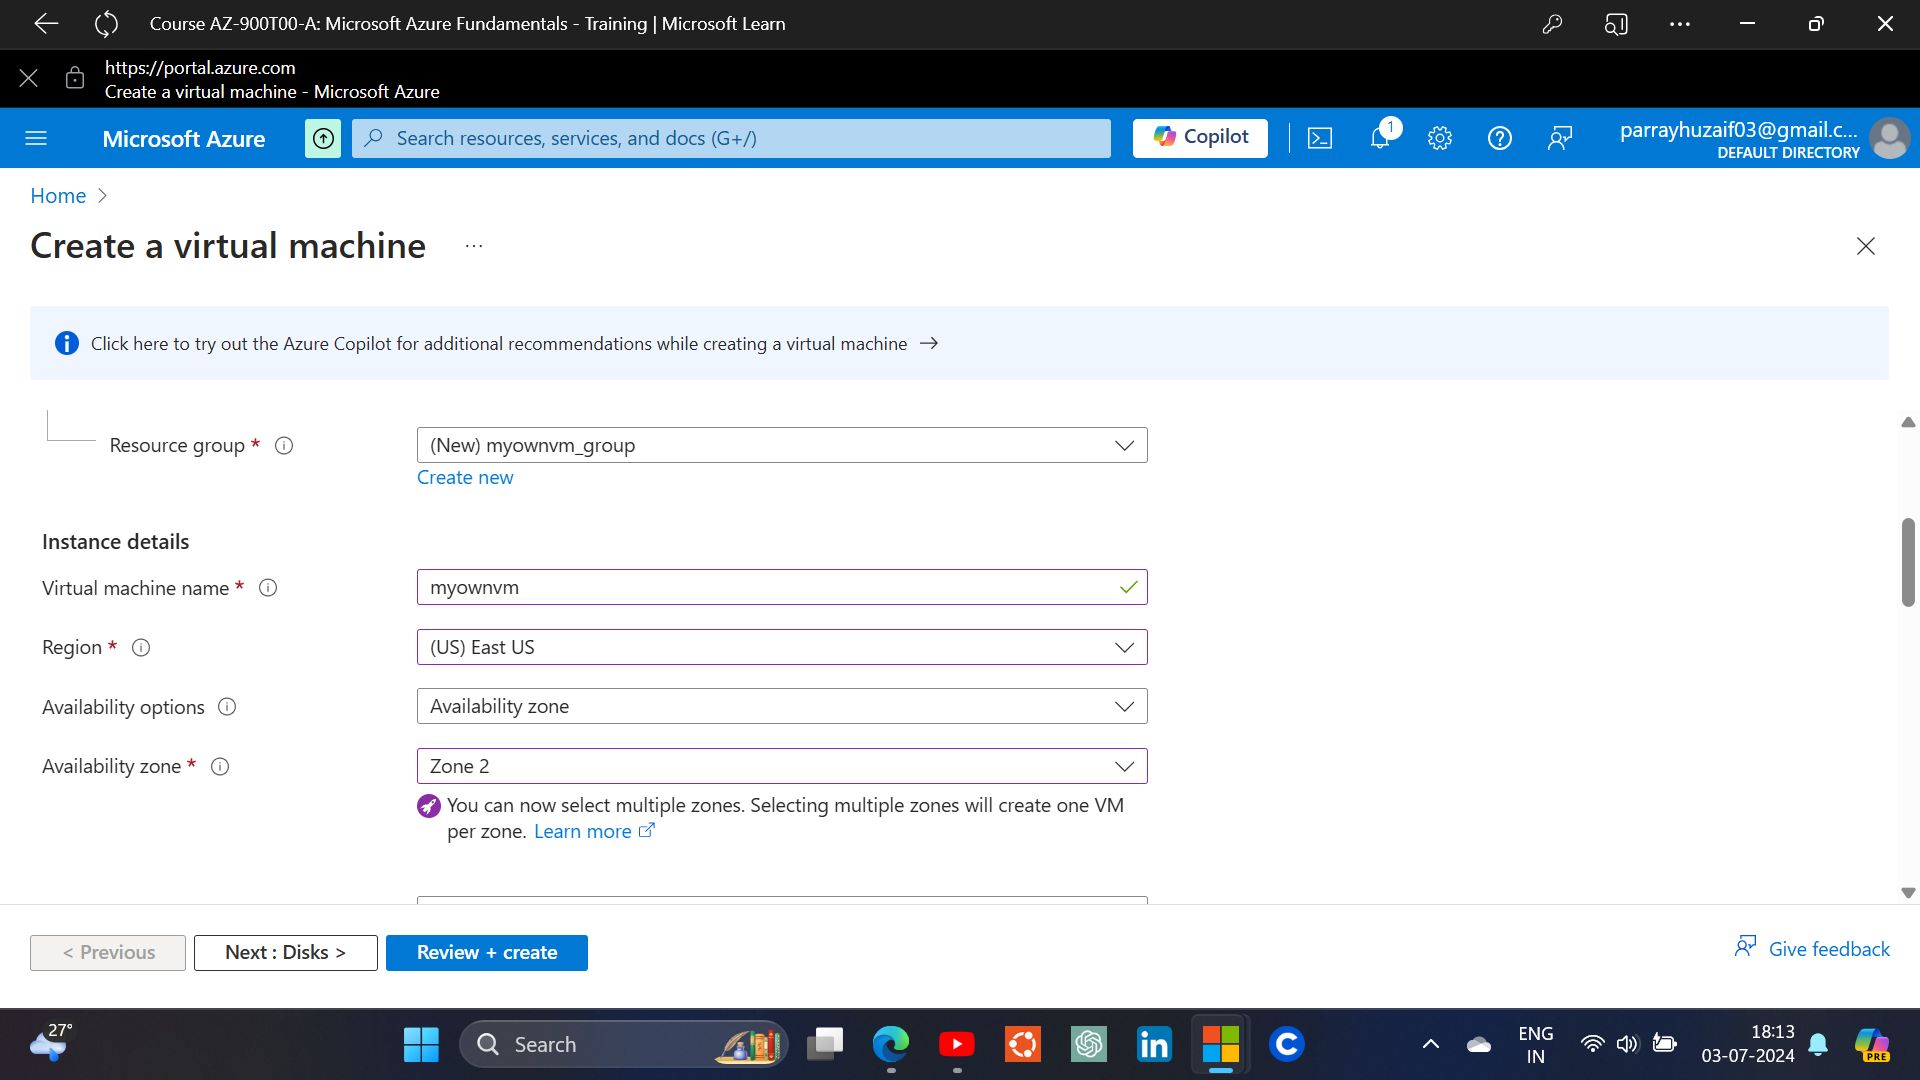 Course AZ-900T00-A: Microsoft Azure Fundamentals - Training | Microsoft Learn
https://portal.azure.com
Create a virtual machine - Microsoft Azure
Microsoft Azure
Search resources, services, and docs (G+/)
Copilot
1
parrayhuzaif03@gmail.c...
DEFAULT DIRECTORY
Home >
Create a virtual machine ...
Click here to try out the Azure Copilot for additional recommendations while creating a virtual machine →
Resource group *
(New) myownvm_group
Create new
Instance details
Virtual machine name *
myownvm
Region *
(US) East US
Availability options
Availability zone
Availability zone *
Zone 2
You can now select multiple zones. Selecting multiple zones will create one VM
per zone. Learn more
< Previous
Next : Disks >
Review + create
Give feedback
27°
Search
ENG
IN
18:13
03-07-2024
PRE